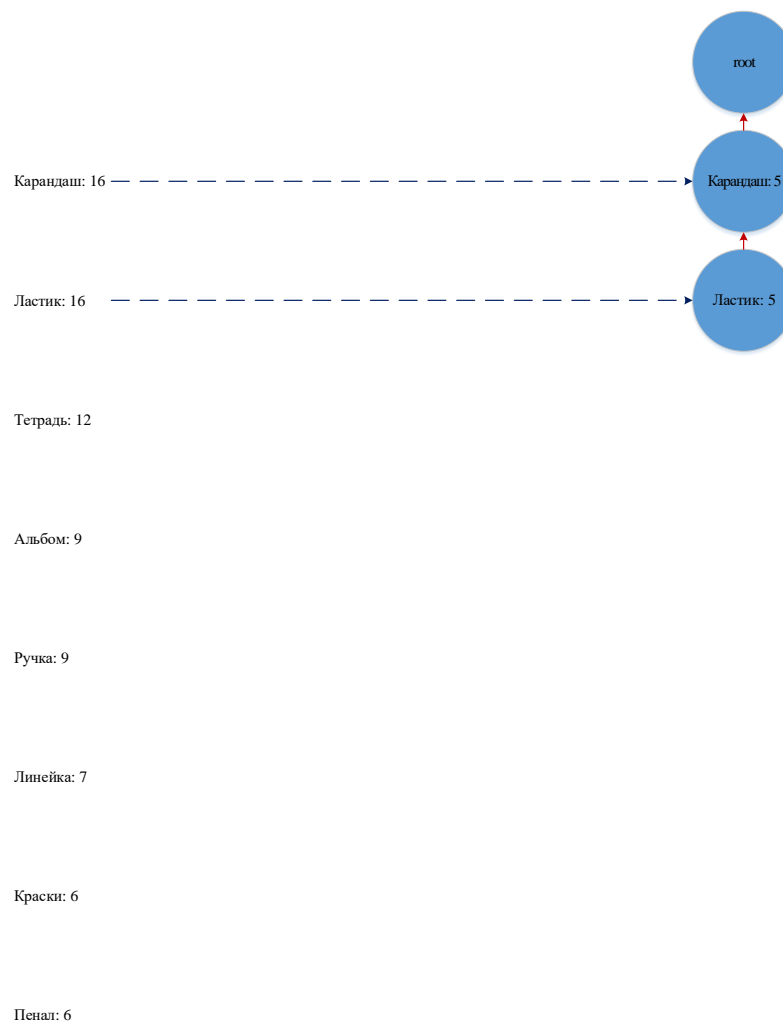 root
Карандаш: 16
Карандаш: 5
Ластик: 16
Ластик: 5
Тетрадь: 12
Альбом: 9
Ручка: 9
Линейка: 7
Краски: 6
Пенал: 6